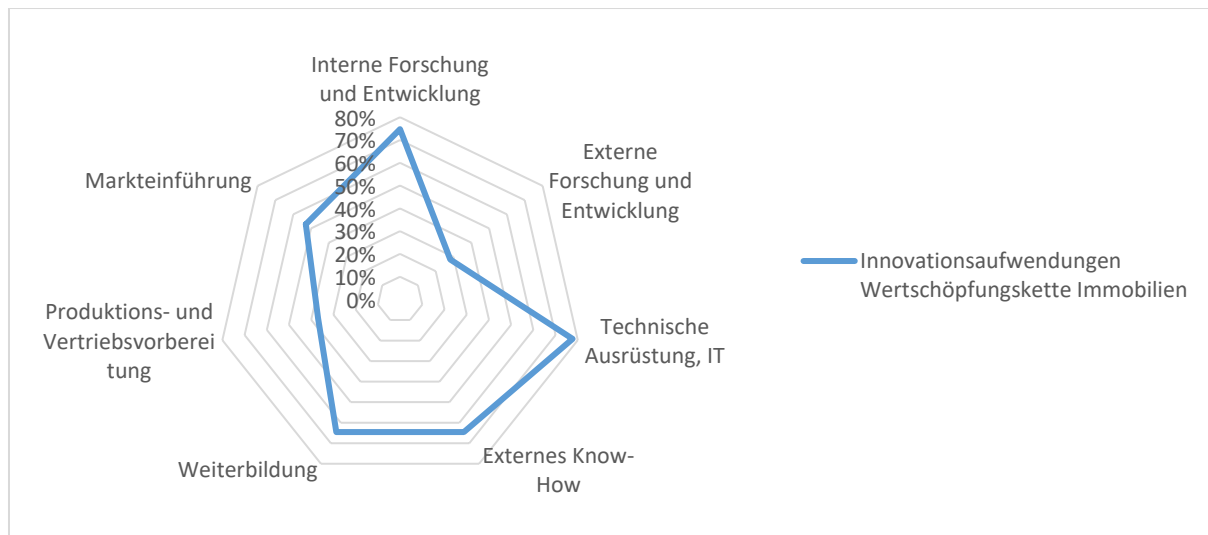 Interne Forschung
und Entwicklung
80%
70%
60%
50%
40%
30%
20%
10%
0%
Externe
Forschung und
Entwicklung
Technische
Ausrüstung, IT
Externes Know-
How
Weiterbildung
Produktions- und
Vertriebsvorberei
tung
Markteinführung
Innovationsaufwendungen
Wertschöpfungskette Immobilien